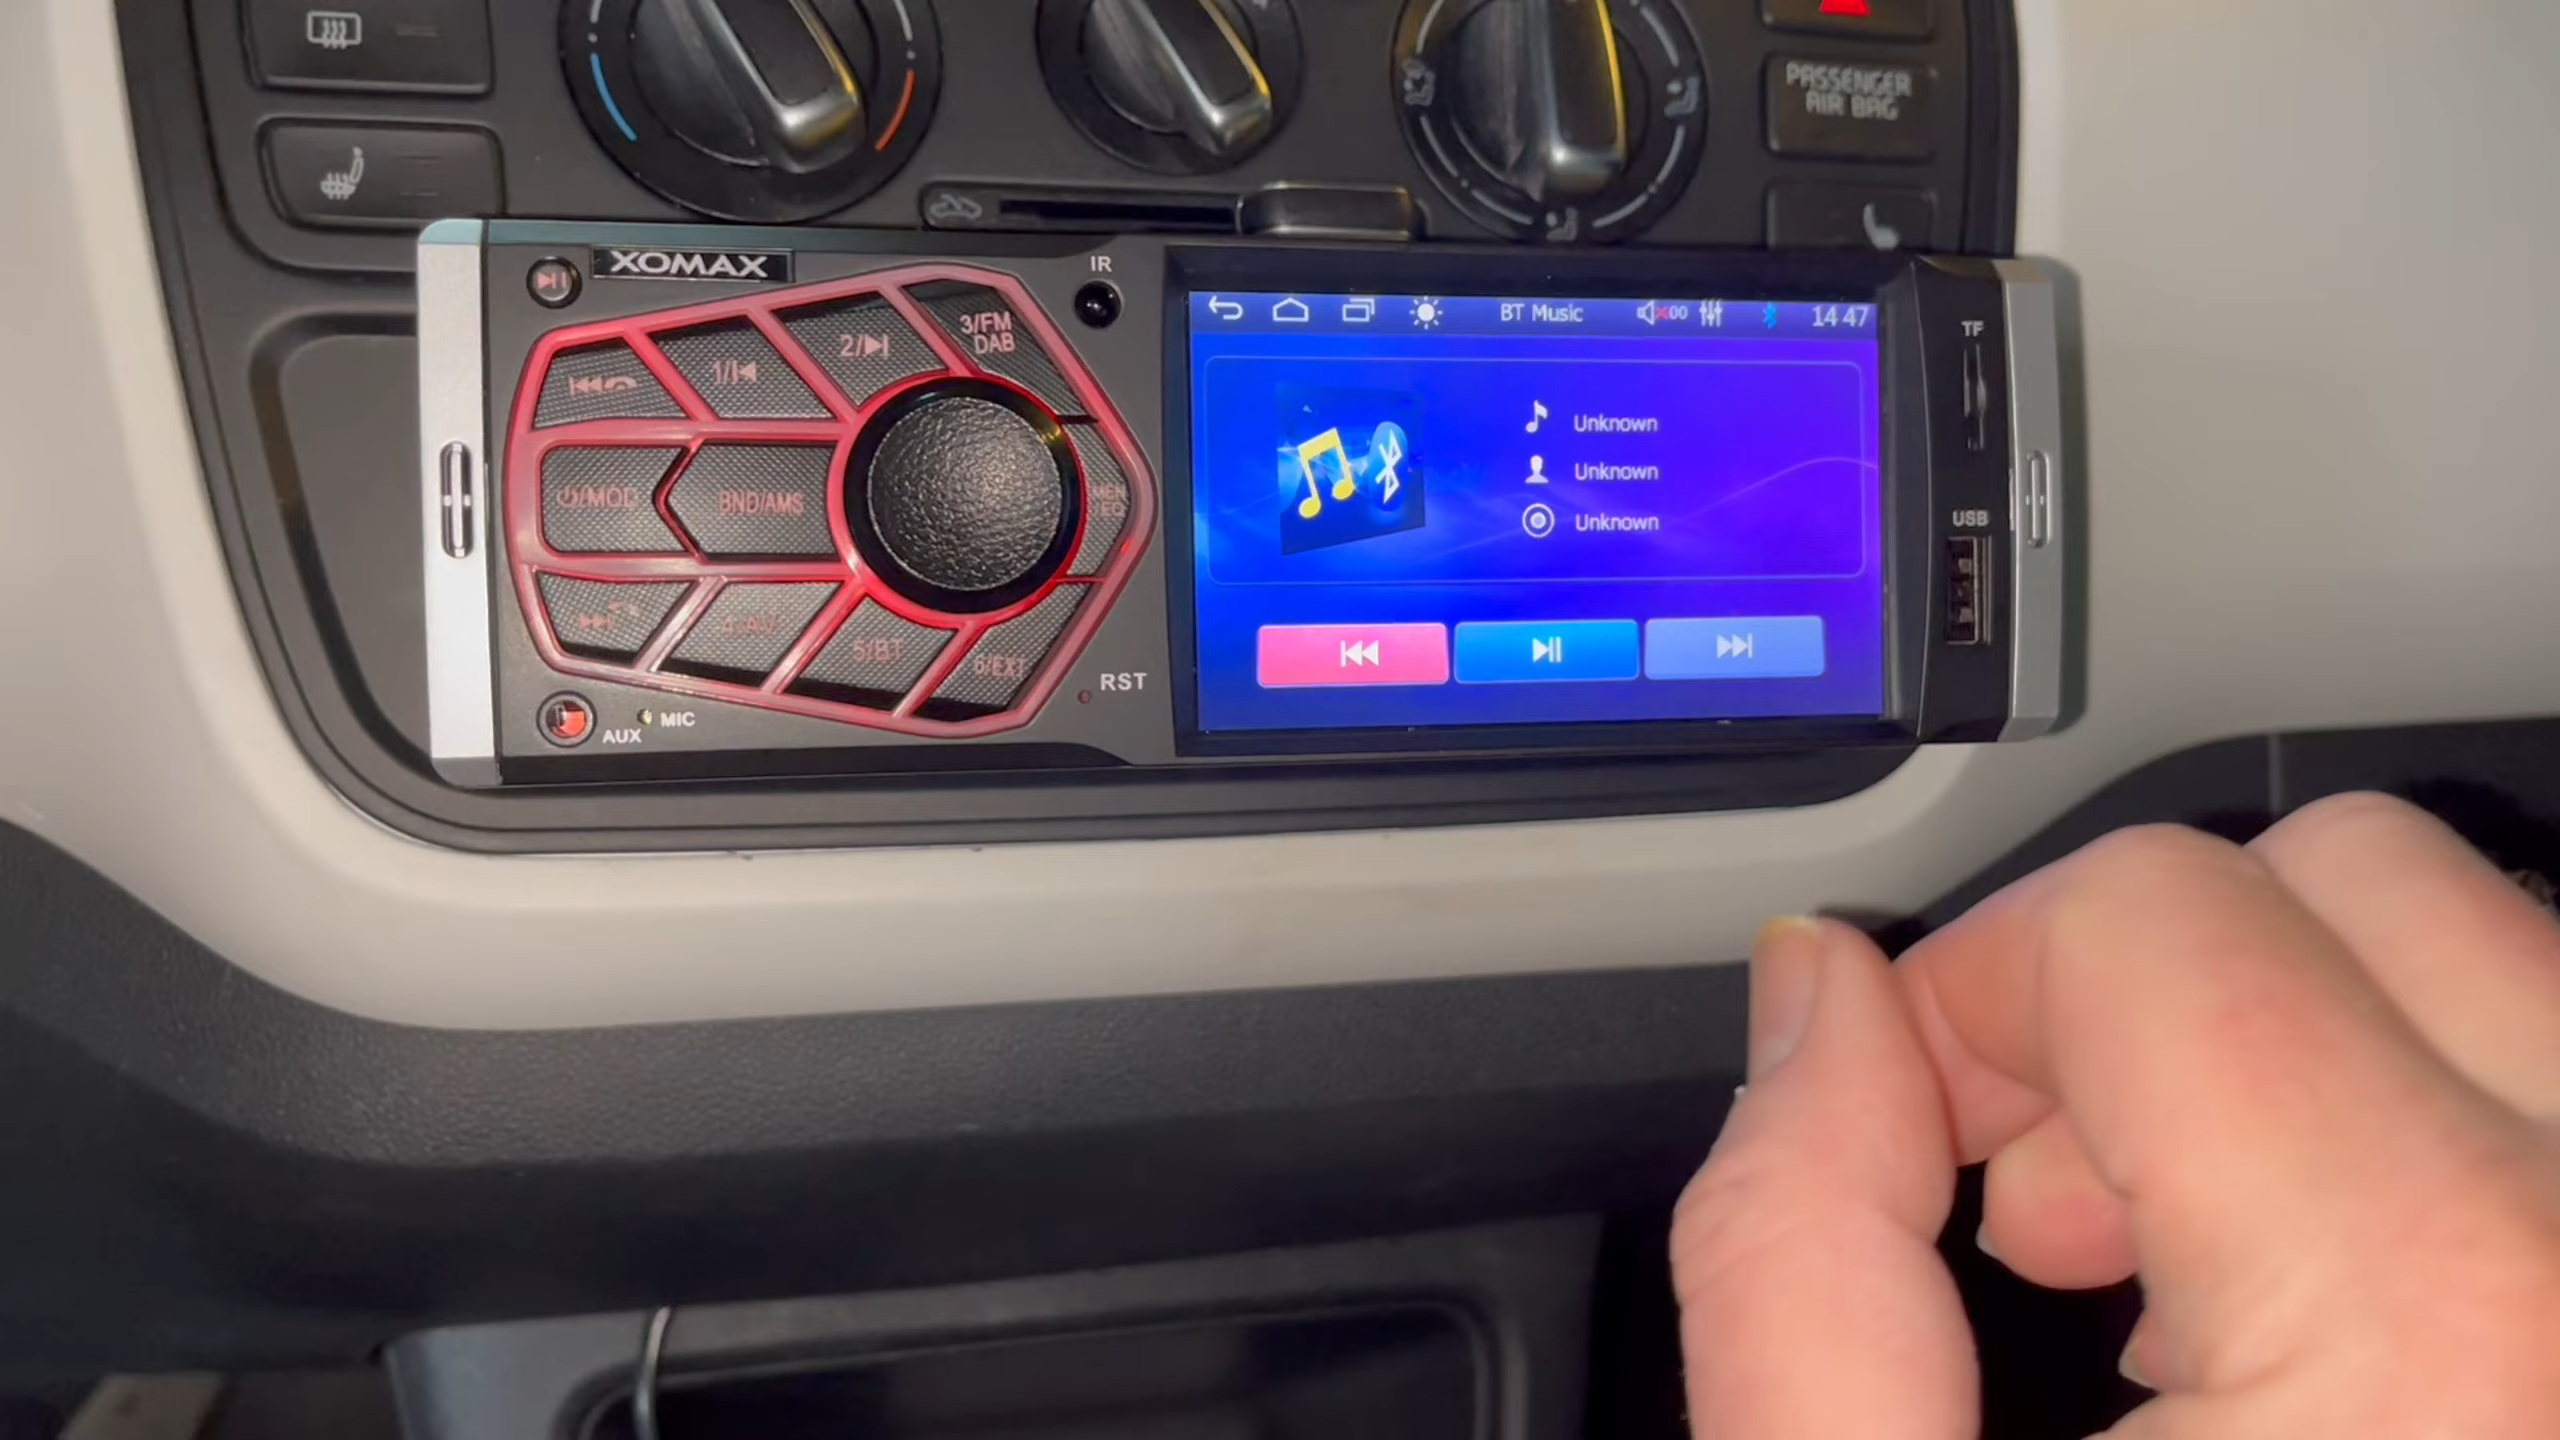 PASSENGER
AIR BAG
XOMAX
IR
BT Music
00
14 47
TF
1/
2/
3/FM
DAB
Unknown
Unknown
Unknown
/MOD
BND/AMS
USB
5/BT
6/EXT
RST
AUX
MIC